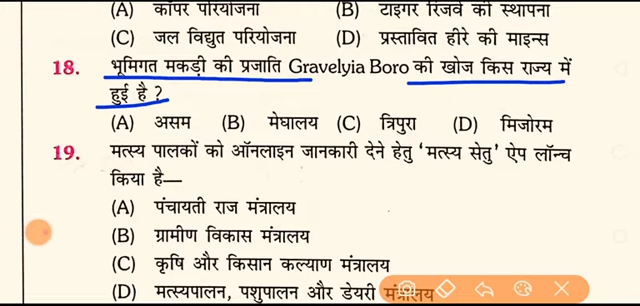 (A) कॉपर परियोजना (B) टाइगर रिजर्व की स्थापना
(C) जल विद्युत परियोजना (D) प्रस्तावित हीरे की माइन्स
18. भूमिगत मकड़ी की प्रजाति Gravelyia Boro की खोज किस राज्य में
हुई है ?
(A) असम (B) मेघालय (C) त्रिपुरा (D) मिजोरम
19. मत्स्य पालकों को ऑनलाइन जानकारी देने हेतु ‘मत्स्य सेतु’ ऐप लॉन्च
किया है—
(A) पंचायती राज मंत्रालय
(B) ग्रामीण विकास मंत्रालय
(C) कृषि और किसान कल्याण मंत्रालय
(D) मत्स्यपालन, पशुपालन और डेयरी मंत्रालय